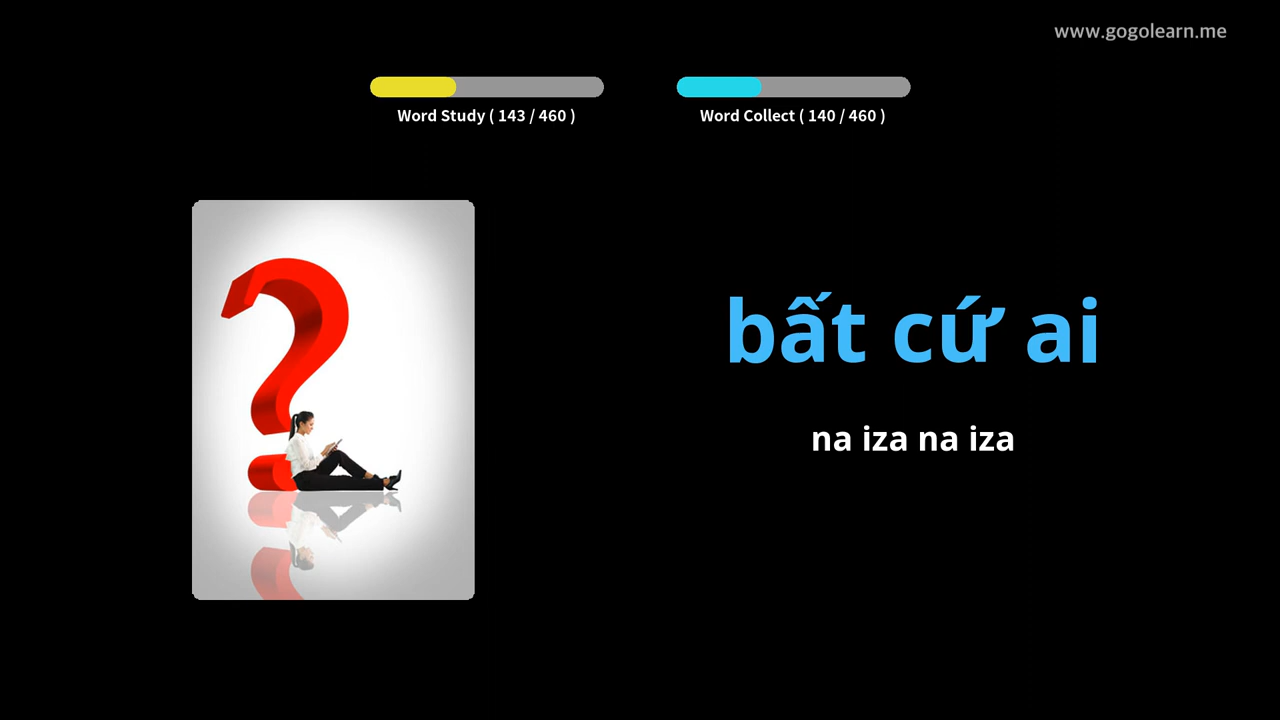 www.gogolearn.me
Word Study ( 143 / 460 )
Word Collect ( 140 / 460 )
bất cứ ai
na iza na iza